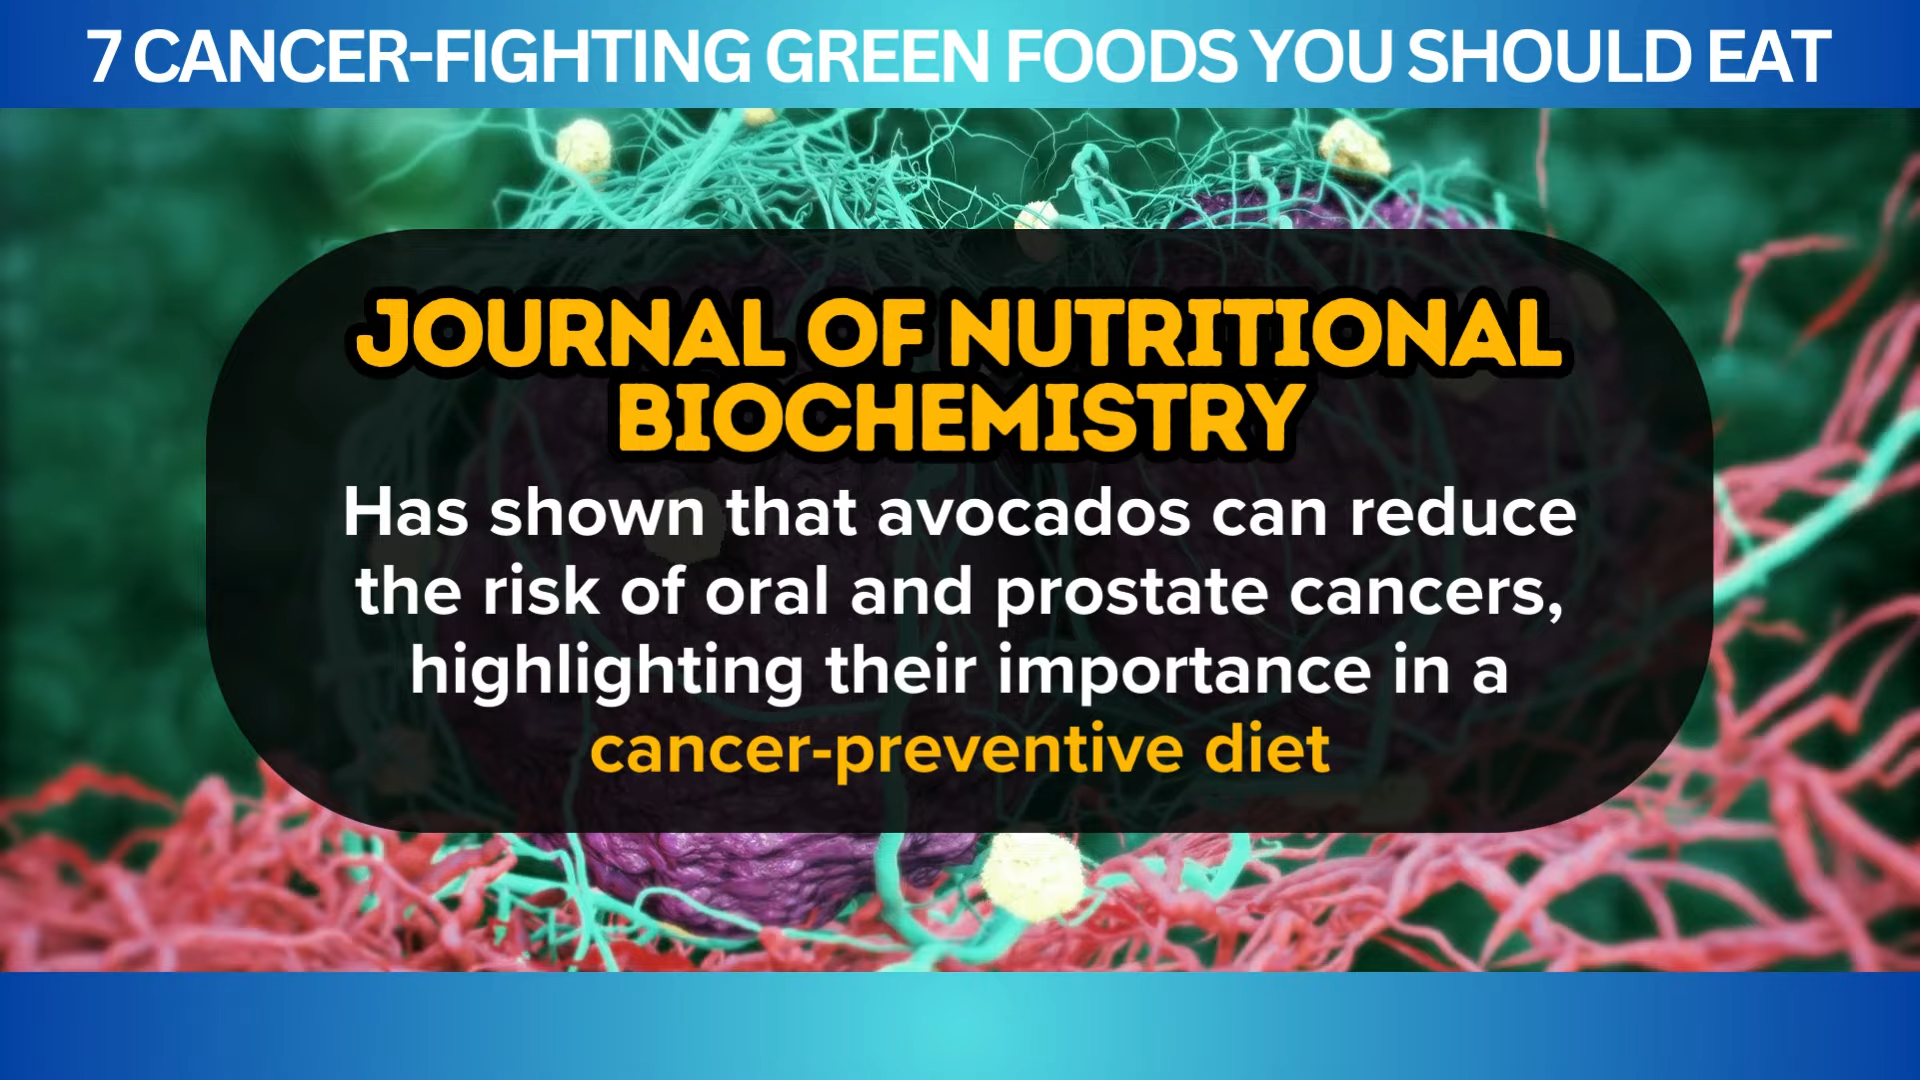 7 CANCER-FIGHTING GREEN FOODS YOU SHOULD EAT
JOURNAL OF NUTRITIONAL
BIOCHEMISTRY
Has shown that avocados can reduce
the risk of oral and prostate cancers,
highlighting their importance in a
cancer-preventive diet